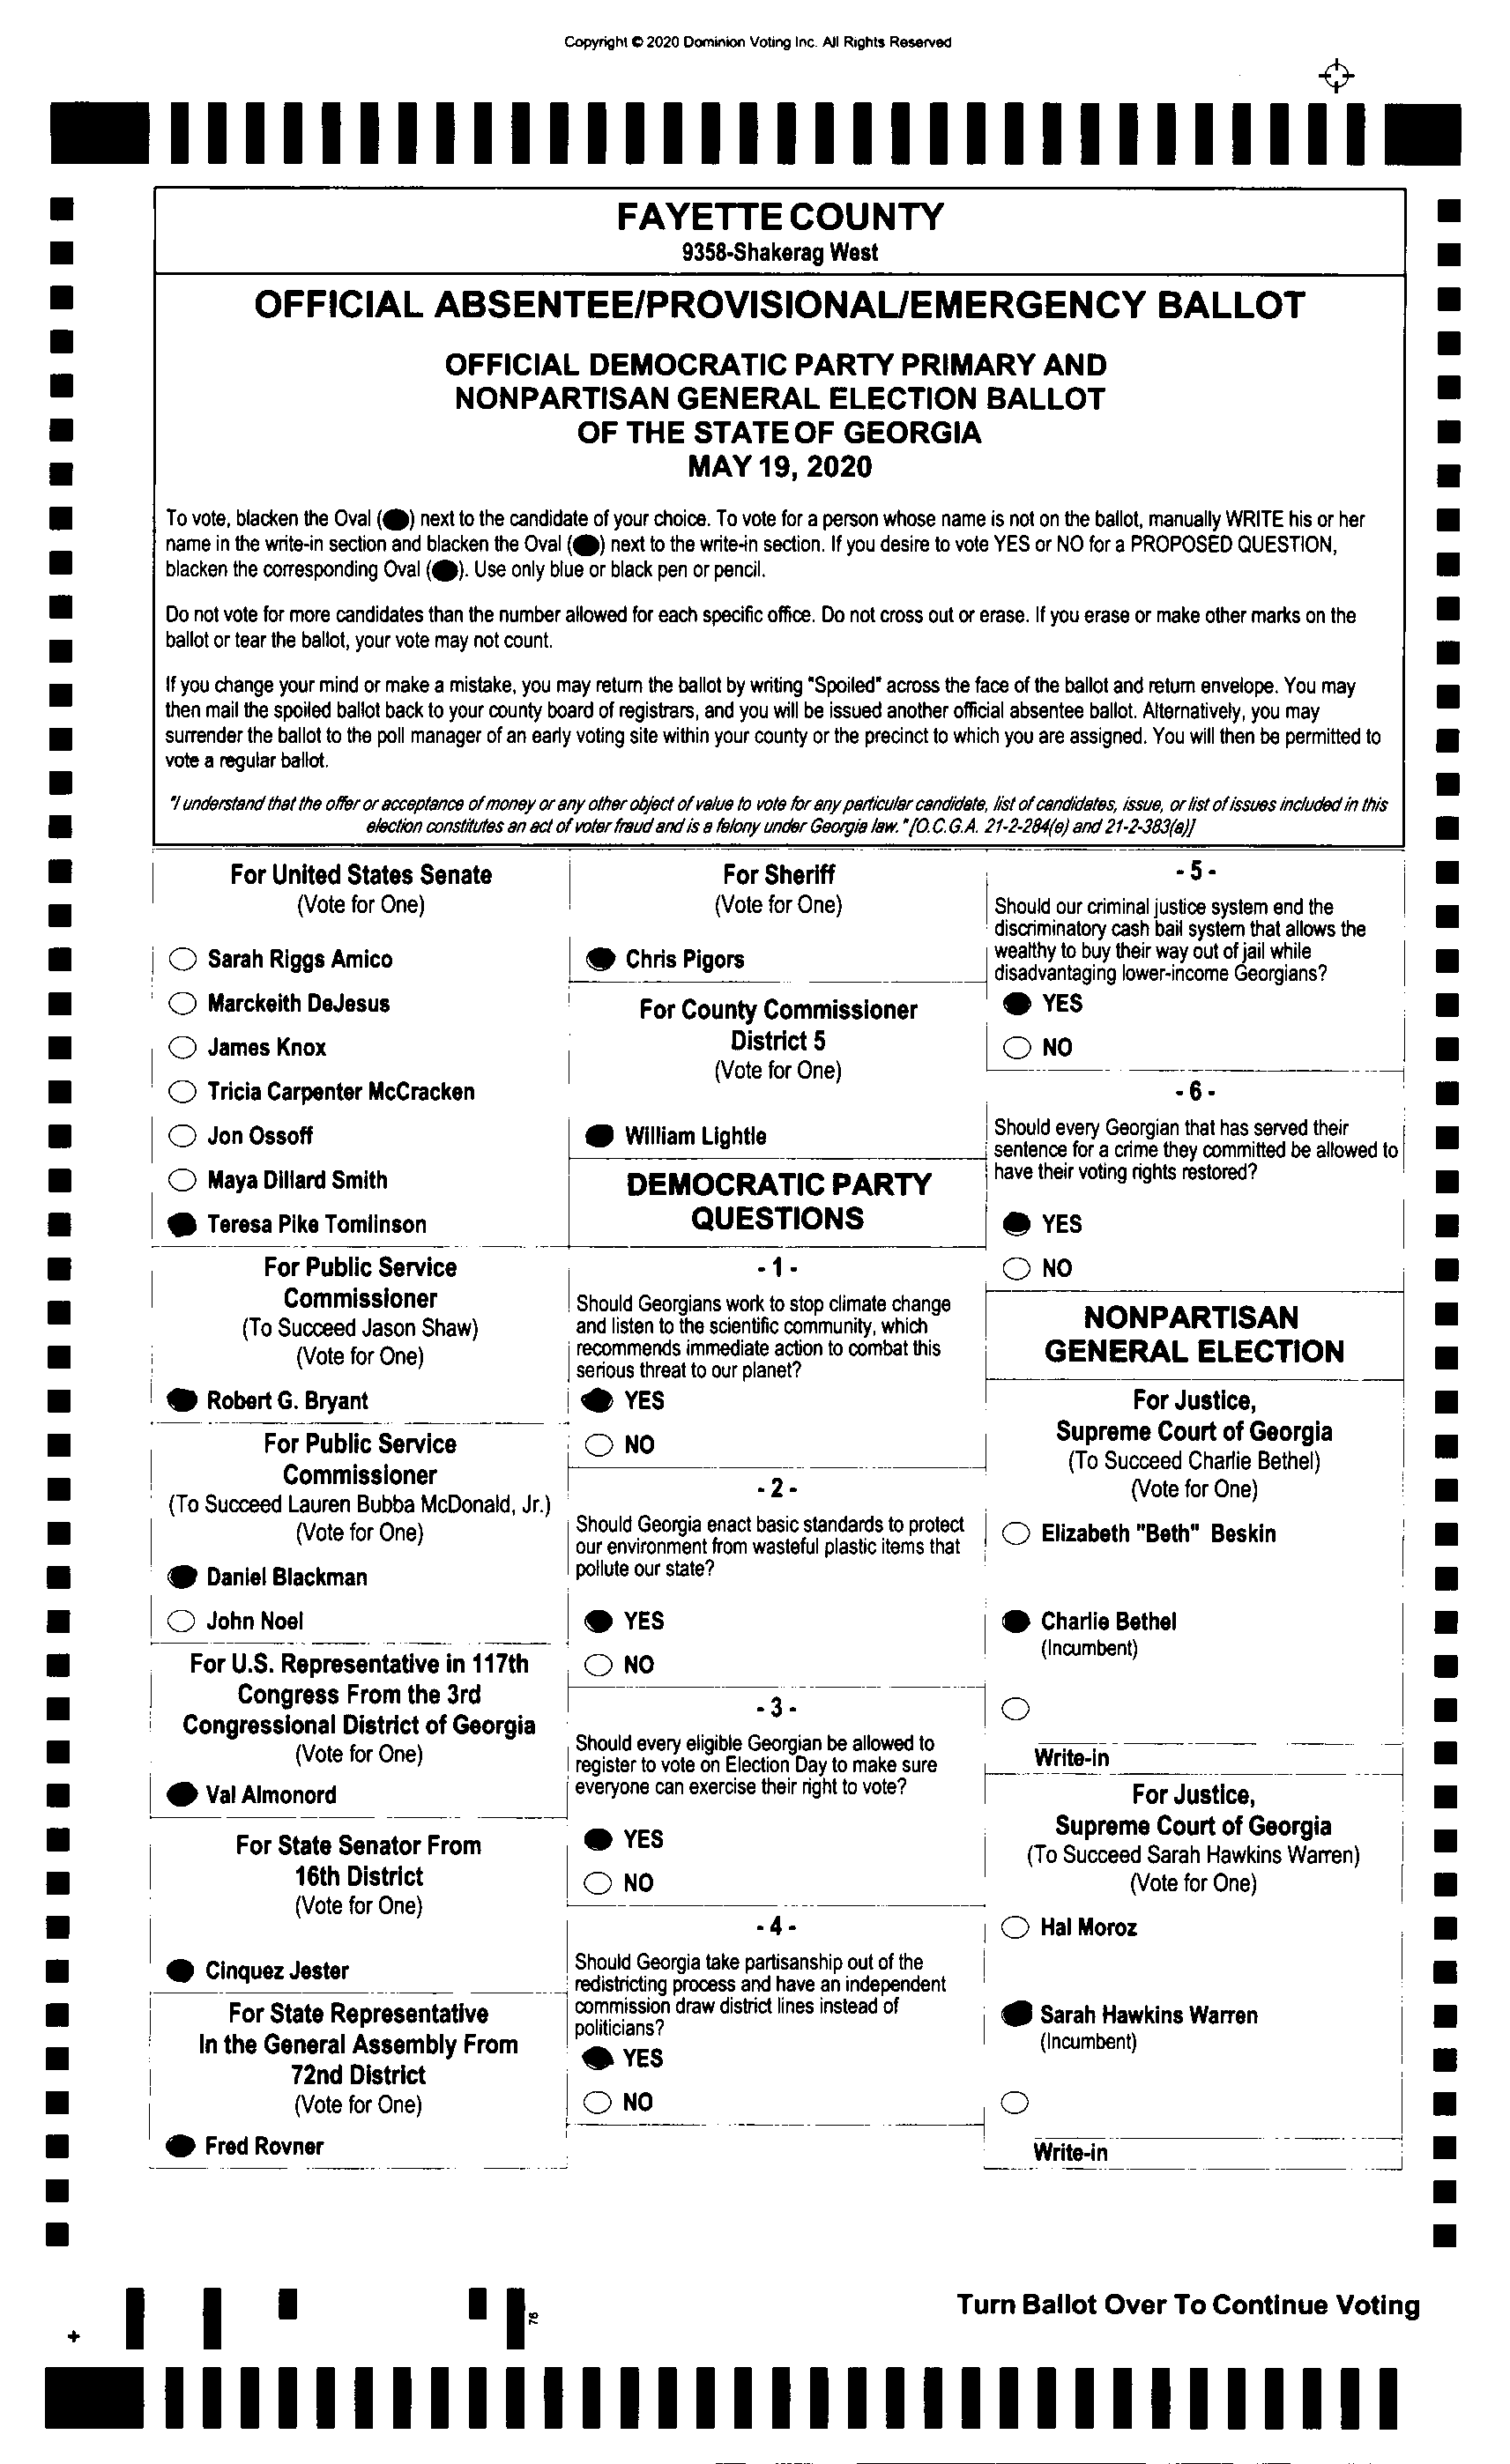 Copyright © 2020 Dominion Voting Inc. All Rights Reserved
FAYETTE COUNTY
9358-Shakerag West
OFFICIAL ABSENTEE/PROVISIONAL/EMERGENCY BALLOT
OFFICIAL DEMOCRATIC PARTY PRIMARY AND
NONPARTISAN GENERAL ELECTION BALLOT
OF THE STATE OF GEORGIA
MAY 19, 2020
To vote, blacken the Oval () next to the candidate of your choice. To vote for a person whose name is not on the ballot, manually WRITE his or her
name in the write-in section and blacken the Oval () next to the write-in section. If you desire to vote YES or NO for a PROPOSED QUESTION,
blacken the corresponding Oval (). Use only blue or black pen or pencil.
Do not vote for more candidates than the number allowed for each specific office. Do not cross out or erase. If you erase or make other marks on the
ballot or tear the ballot, your vote may not count.
If you change your mind or make a mistake, you may return the ballot by writing "Spoiled" across the face of the ballot and return envelope. You may
then mail the spoiled ballot back to your county board of registrars, and you will be issued another official absentee ballot. Alternatively, you may
surrender the ballot to the poll manager of an early voting site within your county or the precinct to which you are assigned. You will then be permitted to
vote a regular ballot.
"I understand that the offer or acceptance of money or any other object of value to vote for any particular candidate, list of candidates, issue, or list of issues included in this
election constitutes an act of voter fraud and is a felony under Georgia law." [O.C.G.A. 21-2-284(e) and 21-2-383(a)]
For United States Senate
(Vote for One)
Sarah Riggs Amico
Marckeith DeJesus
James Knox
Tricia Carpenter McCracken
Jon Ossoff
Maya Dillard Smith
Teresa Pike Tomlinson
For Public Service
Commissioner
(To Succeed Jason Shaw)
(Vote for One)
Robert G. Bryant
For Public Service
Commissioner
(To Succeed Lauren Bubba McDonald, Jr.)
(Vote for One)
Daniel Blackman
John Noel
For U.S. Representative in 117th
Congress From the 3rd
Congressional District of Georgia
(Vote for One)
Val Almonord
For State Senator From
16th District
(Vote for One)
Cinquez Jester
For State Representative
In the General Assembly From
72nd District
(Vote for One)
Fred Rovner
For Sheriff
(Vote for One)
Chris Pigors
For County Commissioner
District 5
(Vote for One)
William Lightle
DEMOCRATIC PARTY
QUESTIONS
- 1 -
Should Georgians work to stop climate change
and listen to the scientific community, which
recommends immediate action to combat this
serious threat to our planet?
YES
NO
- 2 -
Should Georgia enact basic standards to protect
our environment from wasteful plastic items that
pollute our state?
YES
NO
- 3 -
Should every eligible Georgian be allowed to
register to vote on Election Day to make sure
everyone can exercise their right to vote?
YES
NO
- 4 -
Should Georgia take partisanship out of the
redistricting process and have an independent
commission draw district lines instead of
politicians?
YES
NO
- 5 -
Should our criminal justice system end the
discriminatory cash bail system that allows the
wealthy to buy their way out of jail while
disadvantaging lower-income Georgians?
YES
NO
- 6 -
Should every Georgian that has served their
sentence for a crime they committed be allowed to
have their voting rights restored?
YES
NO
NONPARTISAN
GENERAL ELECTION
For Justice,
Supreme Court of Georgia
(To Succeed Charlie Bethel)
(Vote for One)
Elizabeth "Beth" Beskin
Charlie Bethel
(Incumbent)
Write-in
For Justice,
Supreme Court of Georgia
(To Succeed Sarah Hawkins Warren)
(Vote for One)
Hal Moroz
Sarah Hawkins Warren
(Incumbent)
Write-in
76
Turn Ballot Over To Continue Voting